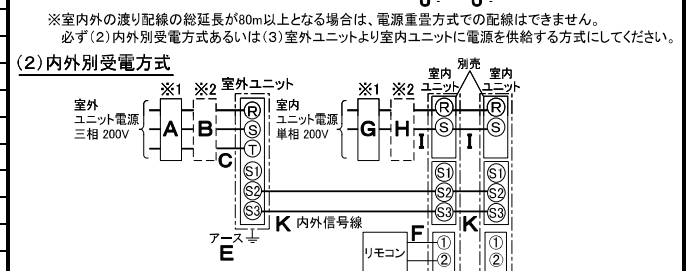 ※室内外の渡り配線の総延長が80m以上となる場合は、電源重畳方式での配線はできません。
必ず(2)内外別受電方式あるいは(3)室外ユニットより室内ユニットに電源を供給する方式にしてください。
(2)内外別受電方式
室外
ユニット電源
三相 200V
※1
※2
A
B
C
室外ユニット
R
S
T
S1
S2
S3
アース
E
K 内外信号線
室内
ユニット電源
単相 200V
※1
※2
G
H
別売
室内
ユニット
室内
ユニット
R
S
I
S1
S2
S3
I
R
S
S1
S2
S3
K
F
リモコン
①
②
①
②